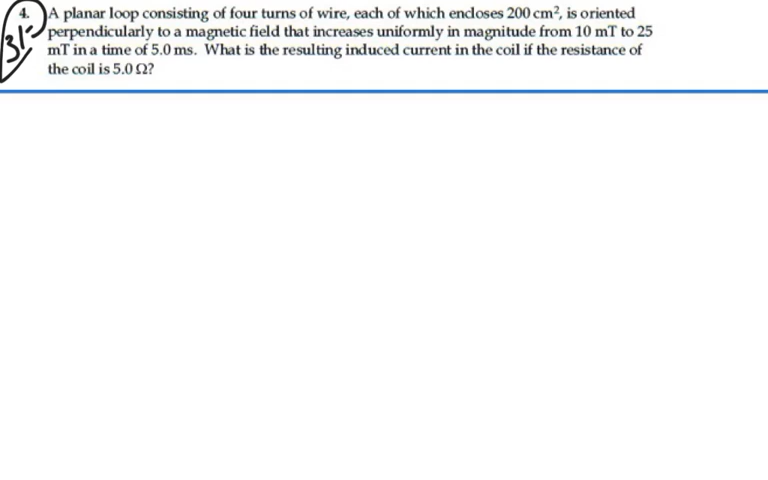 4. A planar loop consisting of four turns of wire, each of which encloses 200 cm², is oriented
perpendicularly to a magnetic field that increases uniformly in magnitude from 10 mT to 25
mT in a time of 5.0 ms. What is the resulting induced current in the coil if the resistance of
the coil is 5.0 Ω?